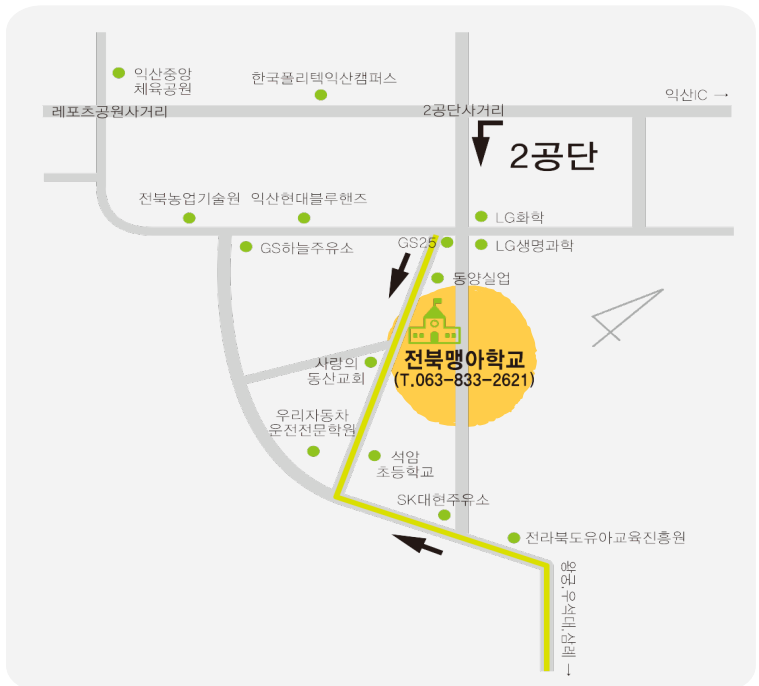 익산중앙
체육공원
한국폴리텍익산캠퍼스
익산IC →
레포츠공원사거리
2공단사거리
2공단
전북농업기술원
익산현대블루핸즈
LG화학
GS하늘주유소
GS25
LG생명과학
동양실업
전북맹아학교
(T.063-833-2621)
사랑의
동산교회
우리자동차
운전전문학원
석암
초등학교
SK대현주유소
전라북도유아교육진흥원
왕궁,우석대,삼례 →